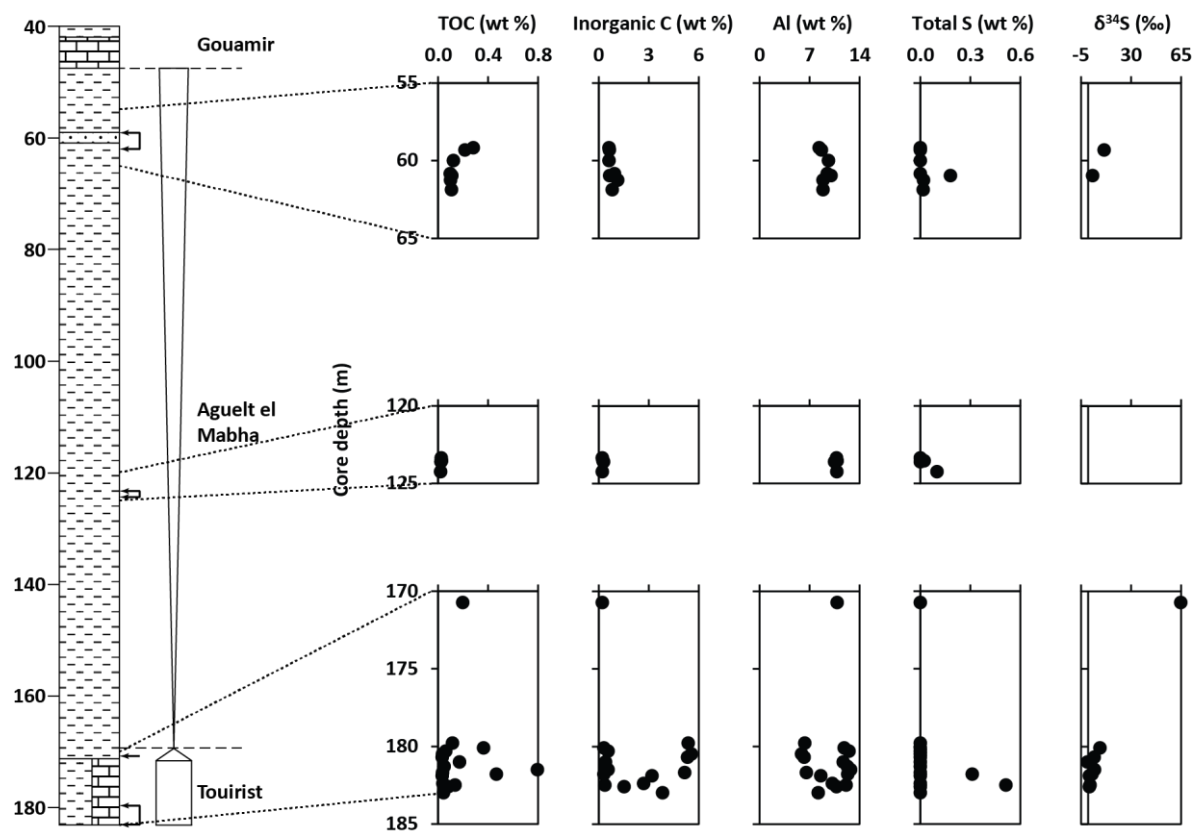 TOC (wt %) Inorganic C (wt %) Al (wt %) Total S (wt %) δ³⁴S (‰)
0.0 0.4 0.8 0 3 6 0 7 14 0.0 0.3 0.6 -5 30 65
40
60
80
100
120
140
160
180
Gouamir
Aguelt el
Mabha
Touirist
Core depth (m)
55
60
65
120
125
170
175
180
185